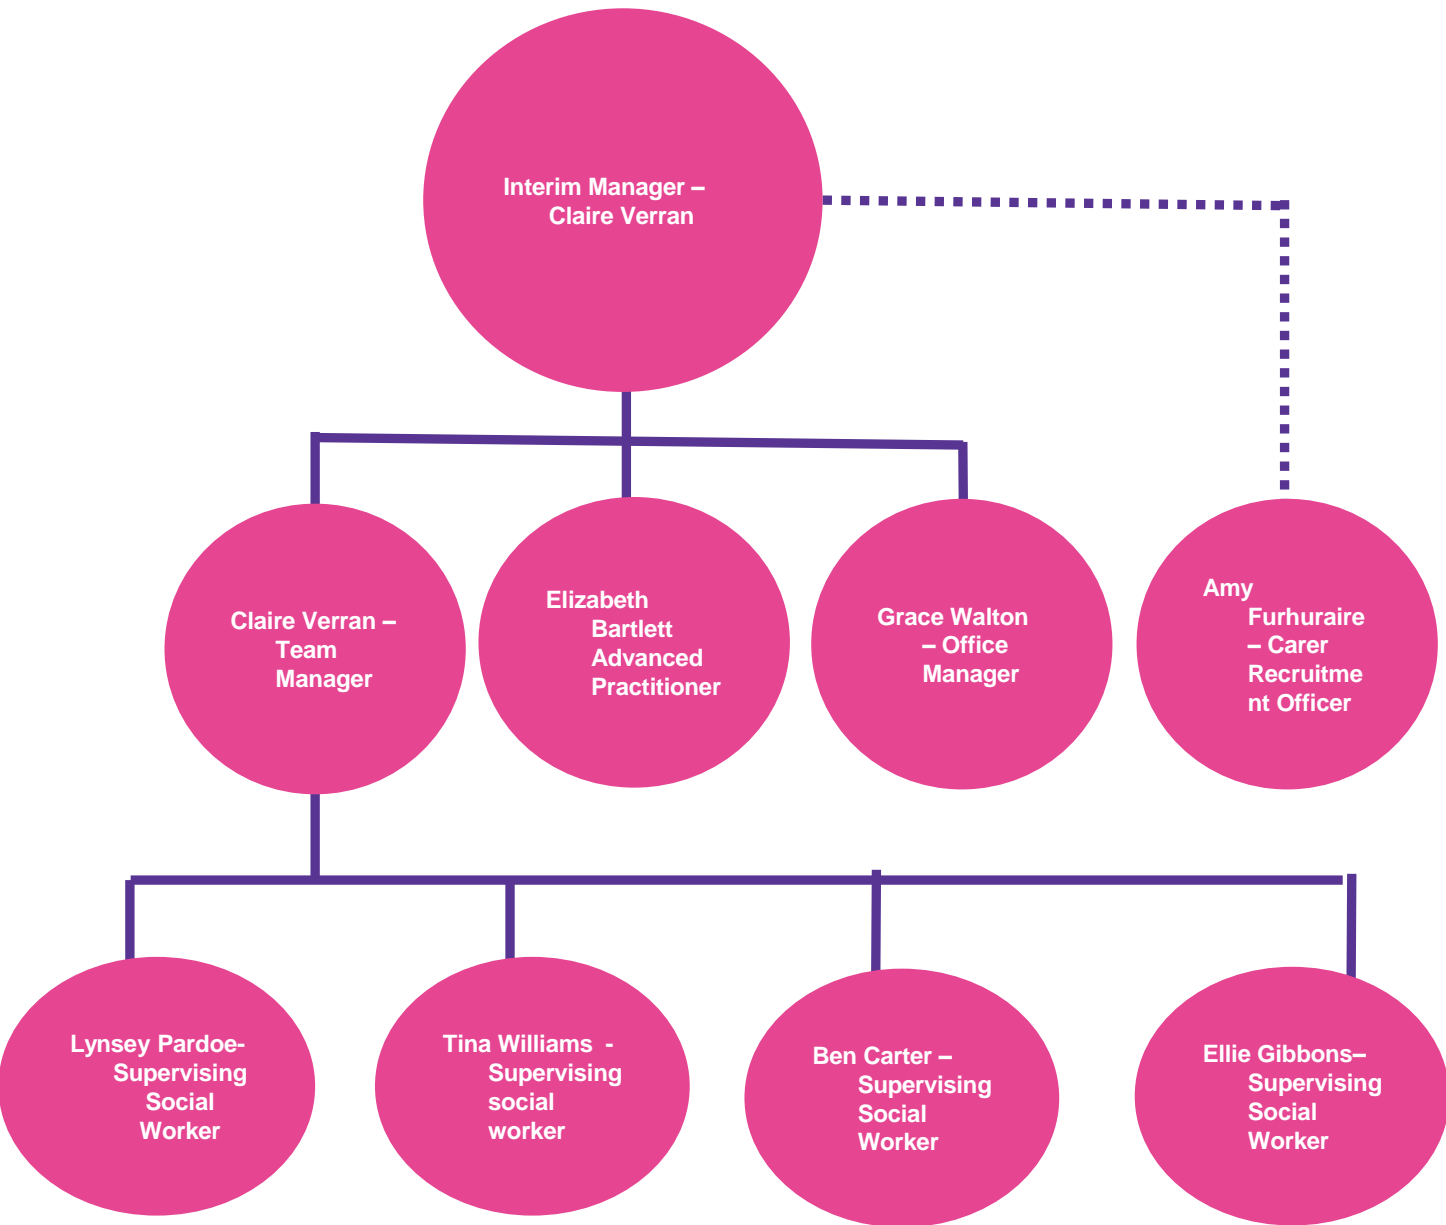 Interim Manager –
Claire Verran
Claire Verran –
Team
Manager
Elizabeth
Bartlett
Advanced
Practitioner
Grace Walton
– Office
Manager
Amy
Furhuraire
– Carer
Recruitme
nt Officer
Lynsey Pardoe-
Supervising
Social
Worker
Tina Williams  -
Supervising
social
worker
Ben Carter –
Supervising
Social
Worker
Ellie Gibbons–
Supervising
Social
Worker